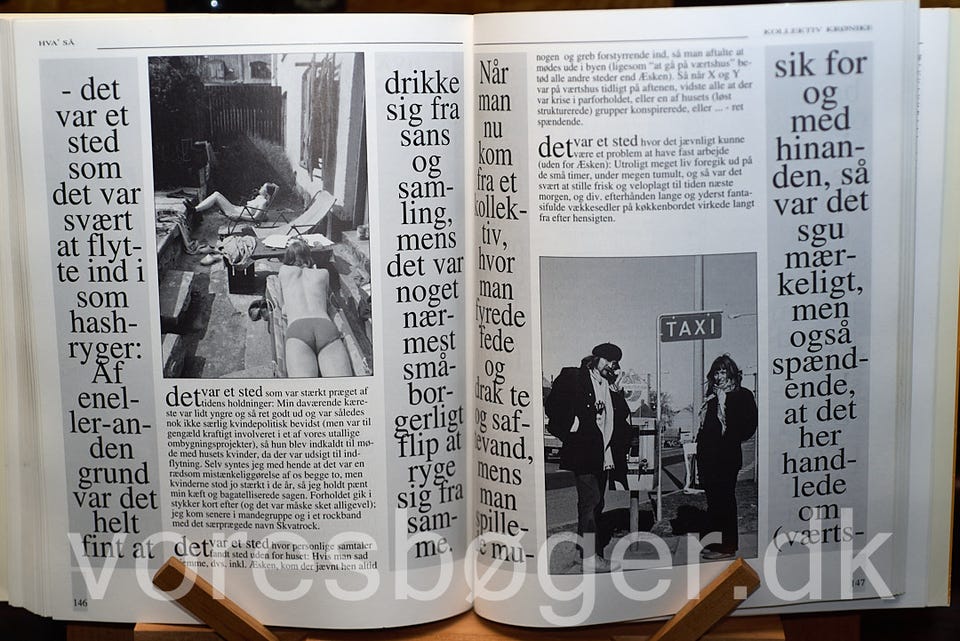 HVA' SÅ
- det
var et
sted
som
det var
svært
at flyt-
te ind i
som
hash-
ryger:
Af
enel-
ler-an-
den
grund
var det
helt
fint at
det var et sted som var stærkt præget af
tidens holdninger: Min daværende kære-
ste var lidt yngre og så ret godt ud og var således
nok ikke særlig kvindepolitisk bevidst (men var til
gengæld kraftigt involveret i et af vores utallige
ombygningsprojekter), så hun blev indkaldt til mø-
de med husets kvinder, da der var udsigt til ind-
flytning. Selv syntes jeg med hende at det var en
rædsom mistænkeliggørelse af os begge to, men
kvinderne stod jo stærkt i de år, så jeg holdt pænt
min kæft og bagatelliserede sagen. Forholdet gik i
stykker kort efter (og det var måske sket alligevel);
jeg kom senere i mandegruppe og i et rockband
med det særprægede navn Skvatrock.
det var et sted hvor personlige samtaler
fandt sted uden for huset: Hvis man sad
hjemme, dvs. inkl. Æsken, kom der jævnt hen altid
drikke
sig fra
sans
og
sam-
ling,
mens
det var
noget
nær-
mest
små-
bor-
gerligt
flip at
ryge
sig fra
sam-
me.
146
KOLLEKTIV KRØNIKE
Når
man
nu
kom
fra et
kollek-
tiv,
hvor
man
fyrede
fede
og
drak te
og saf-
tevand,
mens
man
spille-
de mu-
nogen og greb forstyrrende ind, så man aftalte at
mødes ude i byen (ligesom "at gå på værtshus" be-
tød alle andre steder end Æsken). Så når X og Y
var på værtshus tidligt på aftenen, vidste alle at der
var krise i parforholdet, eller en af husets (løst
strukturerede) grupper konspirerede, eller ... - ret
spændende.
det var et sted hvor det jævnligt kunne
være et problem at have fast arbejde
(uden for Æsken): Utroligt meget liv foregik ud på
de små timer, under megen tumult, og så var det
svært at stille frisk og veloplagt til tiden næste
morgen, og div. efterhånden lange og yderst fanta-
sifulde vækkesedler på køkkenbordet virkede langt
fra efter hensigten.
TAXI
sik for
og
med
hinan-
den, så
var det
sgu
mær-
keligt,
men
også
spænd-
ende,
at det
her
hand-
lede
om
(værts-
147
voresbøger.dk